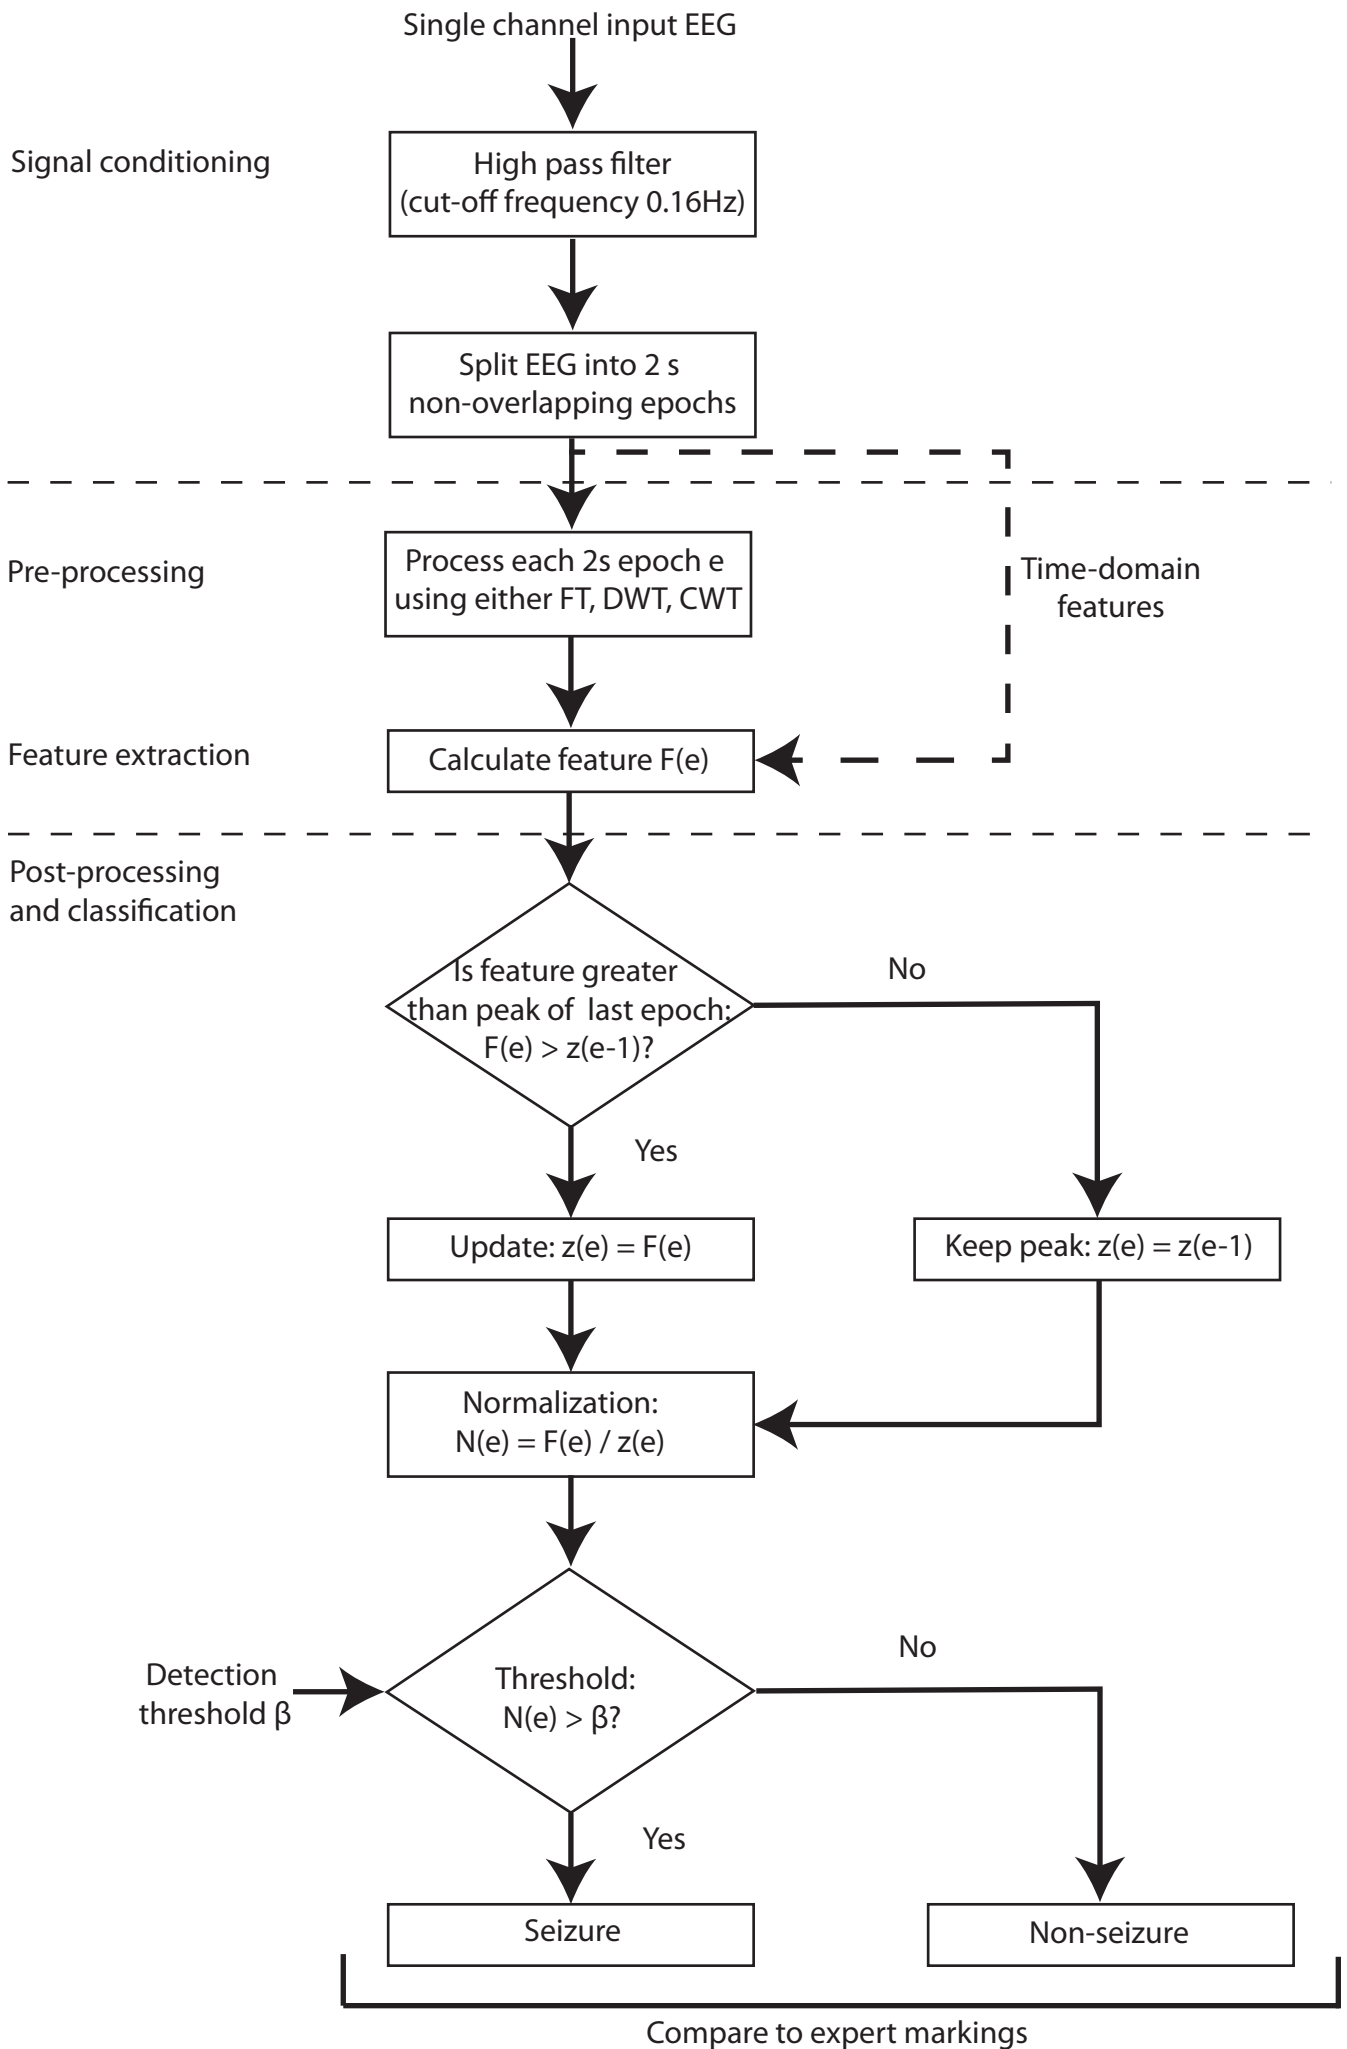 Single channel input EEG
Signal conditioning
High pass filter
(cut-off frequency 0.16Hz)
Split EEG into 2 s
non-overlapping epochs
Pre-processing
Process each 2s epoch e
using either FT, DWT, CWT
Time-domain
features
Feature extraction
Calculate feature F(e)
Post-processing
and classification
Is feature greater
than peak of last epoch:
F(e) > z(e-1)?
No
Yes
Update: z(e) = F(e)
Keep peak: z(e) = z(e-1)
Normalization:
N(e) = F(e) / z(e)
Detection
threshold β
Threshold:
N(e) > β?
No
Yes
Seizure
Non-seizure
Compare to expert markings